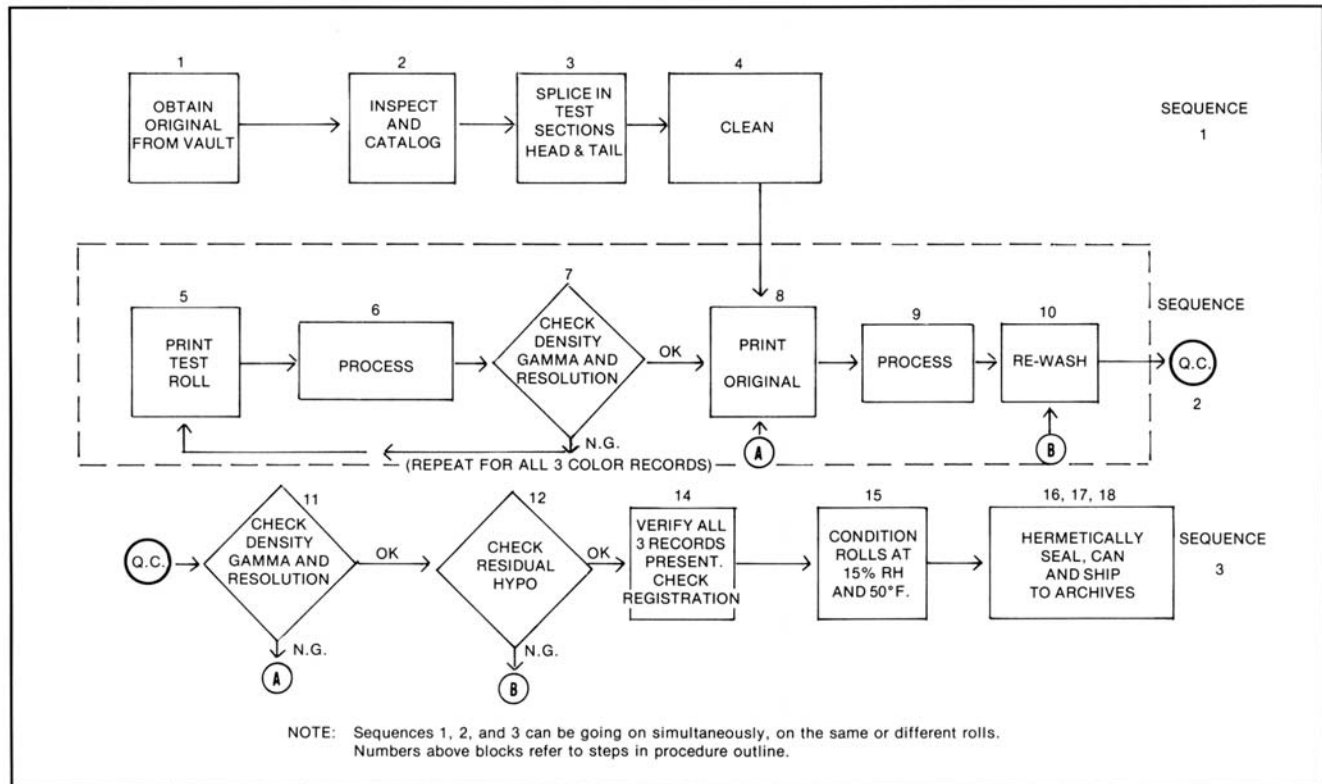 1
OBTAIN
ORIGINAL
FROM VAULT
2
INSPECT
AND
CATALOG
3
SPLICE IN
TEST
SECTIONS
HEAD & TAIL
4
CLEAN
SEQUENCE
1
5
PRINT
TEST
ROLL
6
PROCESS
7
CHECK
DENSITY
GAMMA AND
RESOLUTION
OK
N.G.
8
PRINT
ORIGINAL
A
9
PROCESS
10
RE-WASH
B
SEQUENCE
Q.C.
2
(REPEAT FOR ALL 3 COLOR RECORDS)
Q.C.
11
CHECK
DENSITY
GAMMA AND
RESOLUTION
OK
N.G.
A
12
CHECK
RESIDUAL
HYPO
OK
N.G.
B
14
VERIFY ALL
3 RECORDS
PRESENT.
CHECK
REGISTRATION
15
CONDITION
ROLLS AT
15% RH
AND 50°F.
16, 17, 18
HERMETICALLY
SEAL, CAN
AND SHIP
TO ARCHIVES
SEQUENCE
3
NOTE: Sequences 1, 2, and 3 can be going on simultaneously, on the same or different rolls.
Numbers above blocks refer to steps in procedure outline.